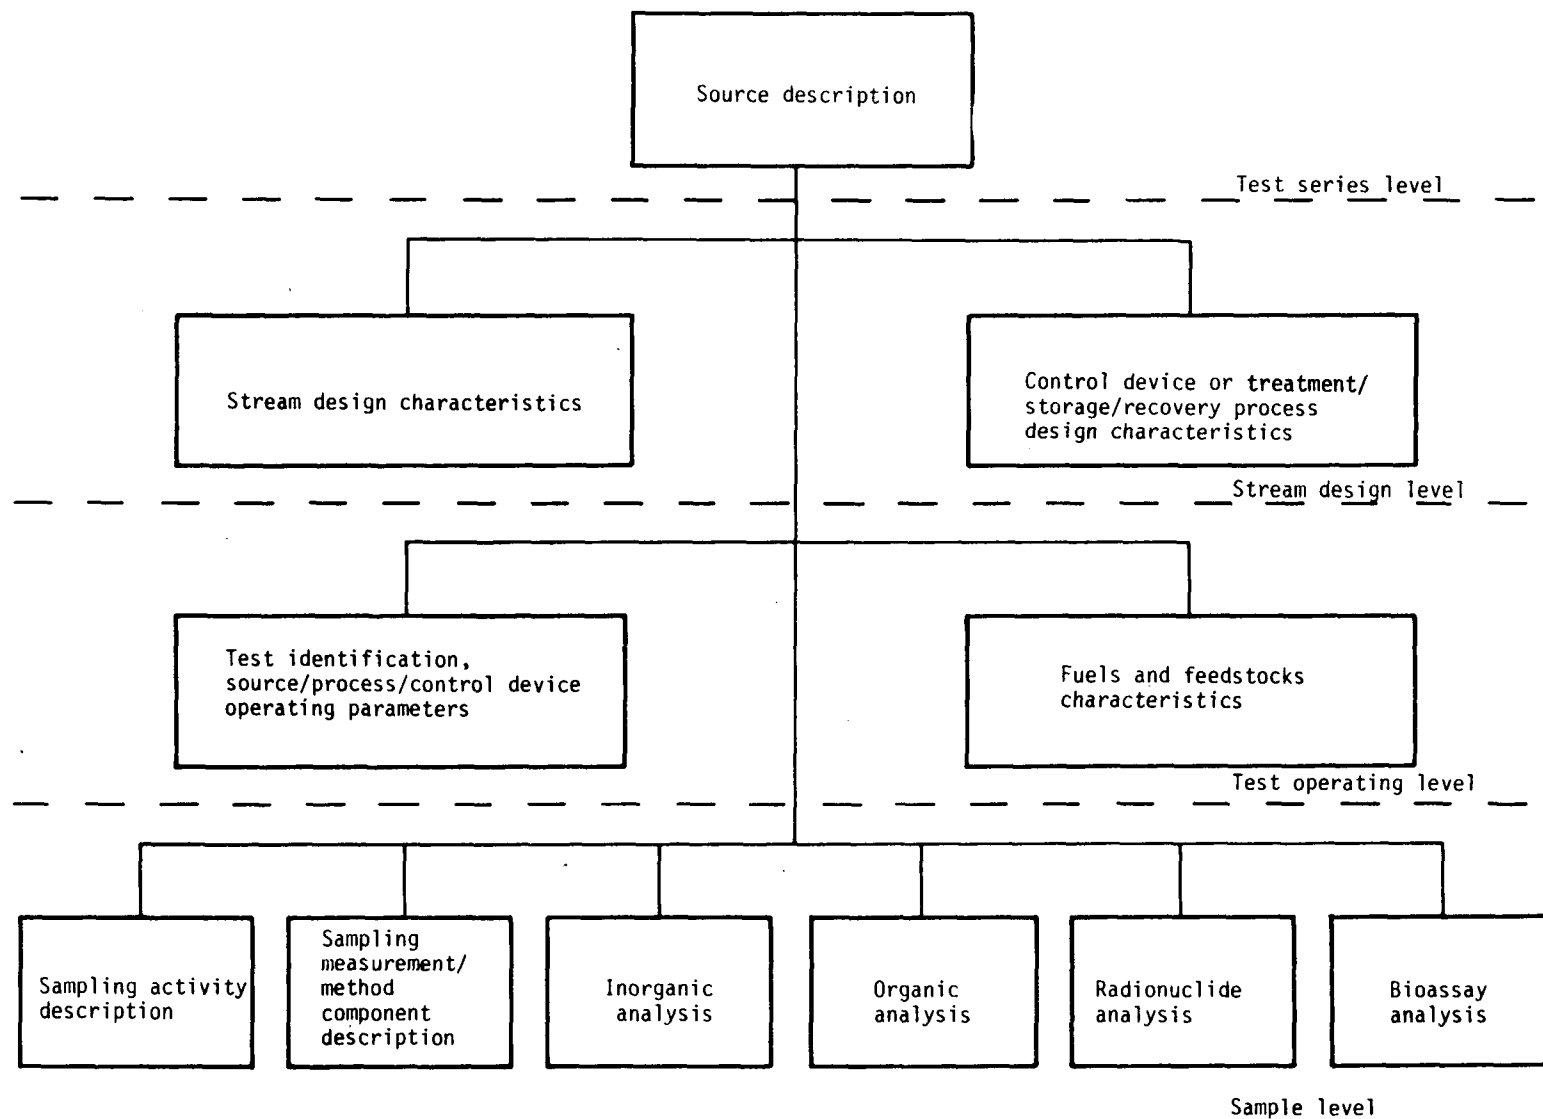 Source description
Test series level
Stream design characteristics
Control device or treatment/
storage/recovery process
design characteristics
Stream design level
Test identification,
source/process/control device
operating parameters
Fuels and feedstocks
characteristics
Test operating level
Sampling activity
description
Sampling
measurement/
method
component
description
Inorganic
analysis
Organic
analysis
Radionuclide
analysis
Bioassay
analysis
Sample level